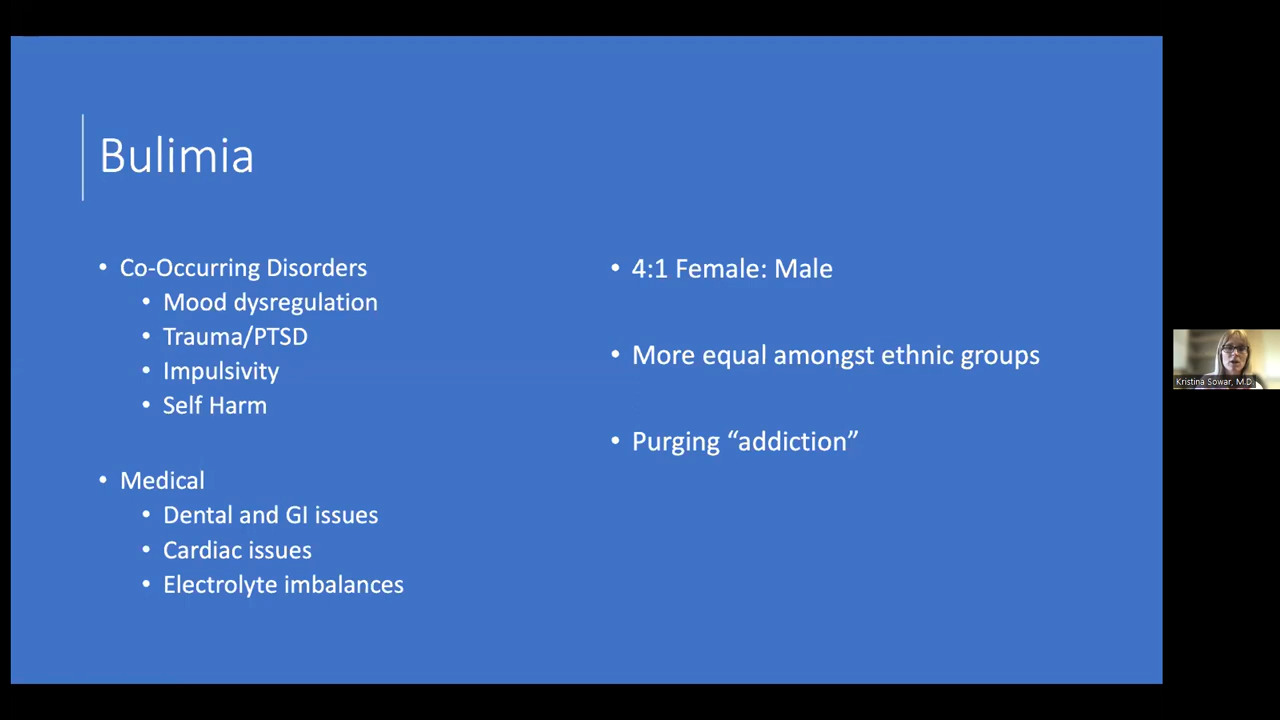 Bulimia
• Co-Occurring Disorders
• Mood dysregulation
• Trauma/PTSD
• Impulsivity
• Self Harm
• Medical
• Dental and GI issues
• Cardiac issues
• Electrolyte imbalances
• 4:1 Female: Male
• More equal amongst ethnic groups
• Purging “addiction”
Kristina Sowar, M.D.